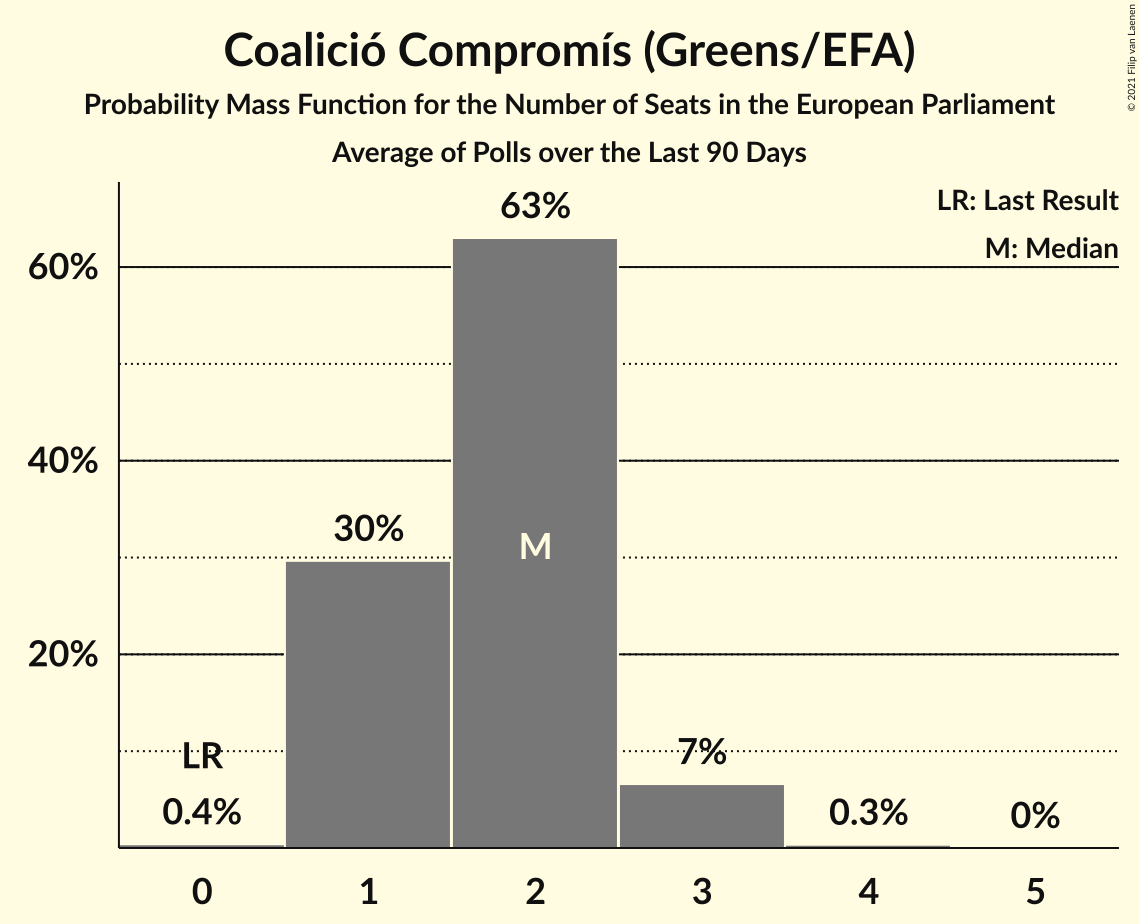 Coalició Compromís (Greens/EFA)
Probability Mass Function for the Number of Seats in the European Parliament
Average of Polls over the Last 90 Days
© 2021 Filip van Laenen
LR: Last Result
M: Median
63%
60%
40%
30%
M
20%
LR
7%
0.4%
0.3%
0%
0 1 2 3 4 5